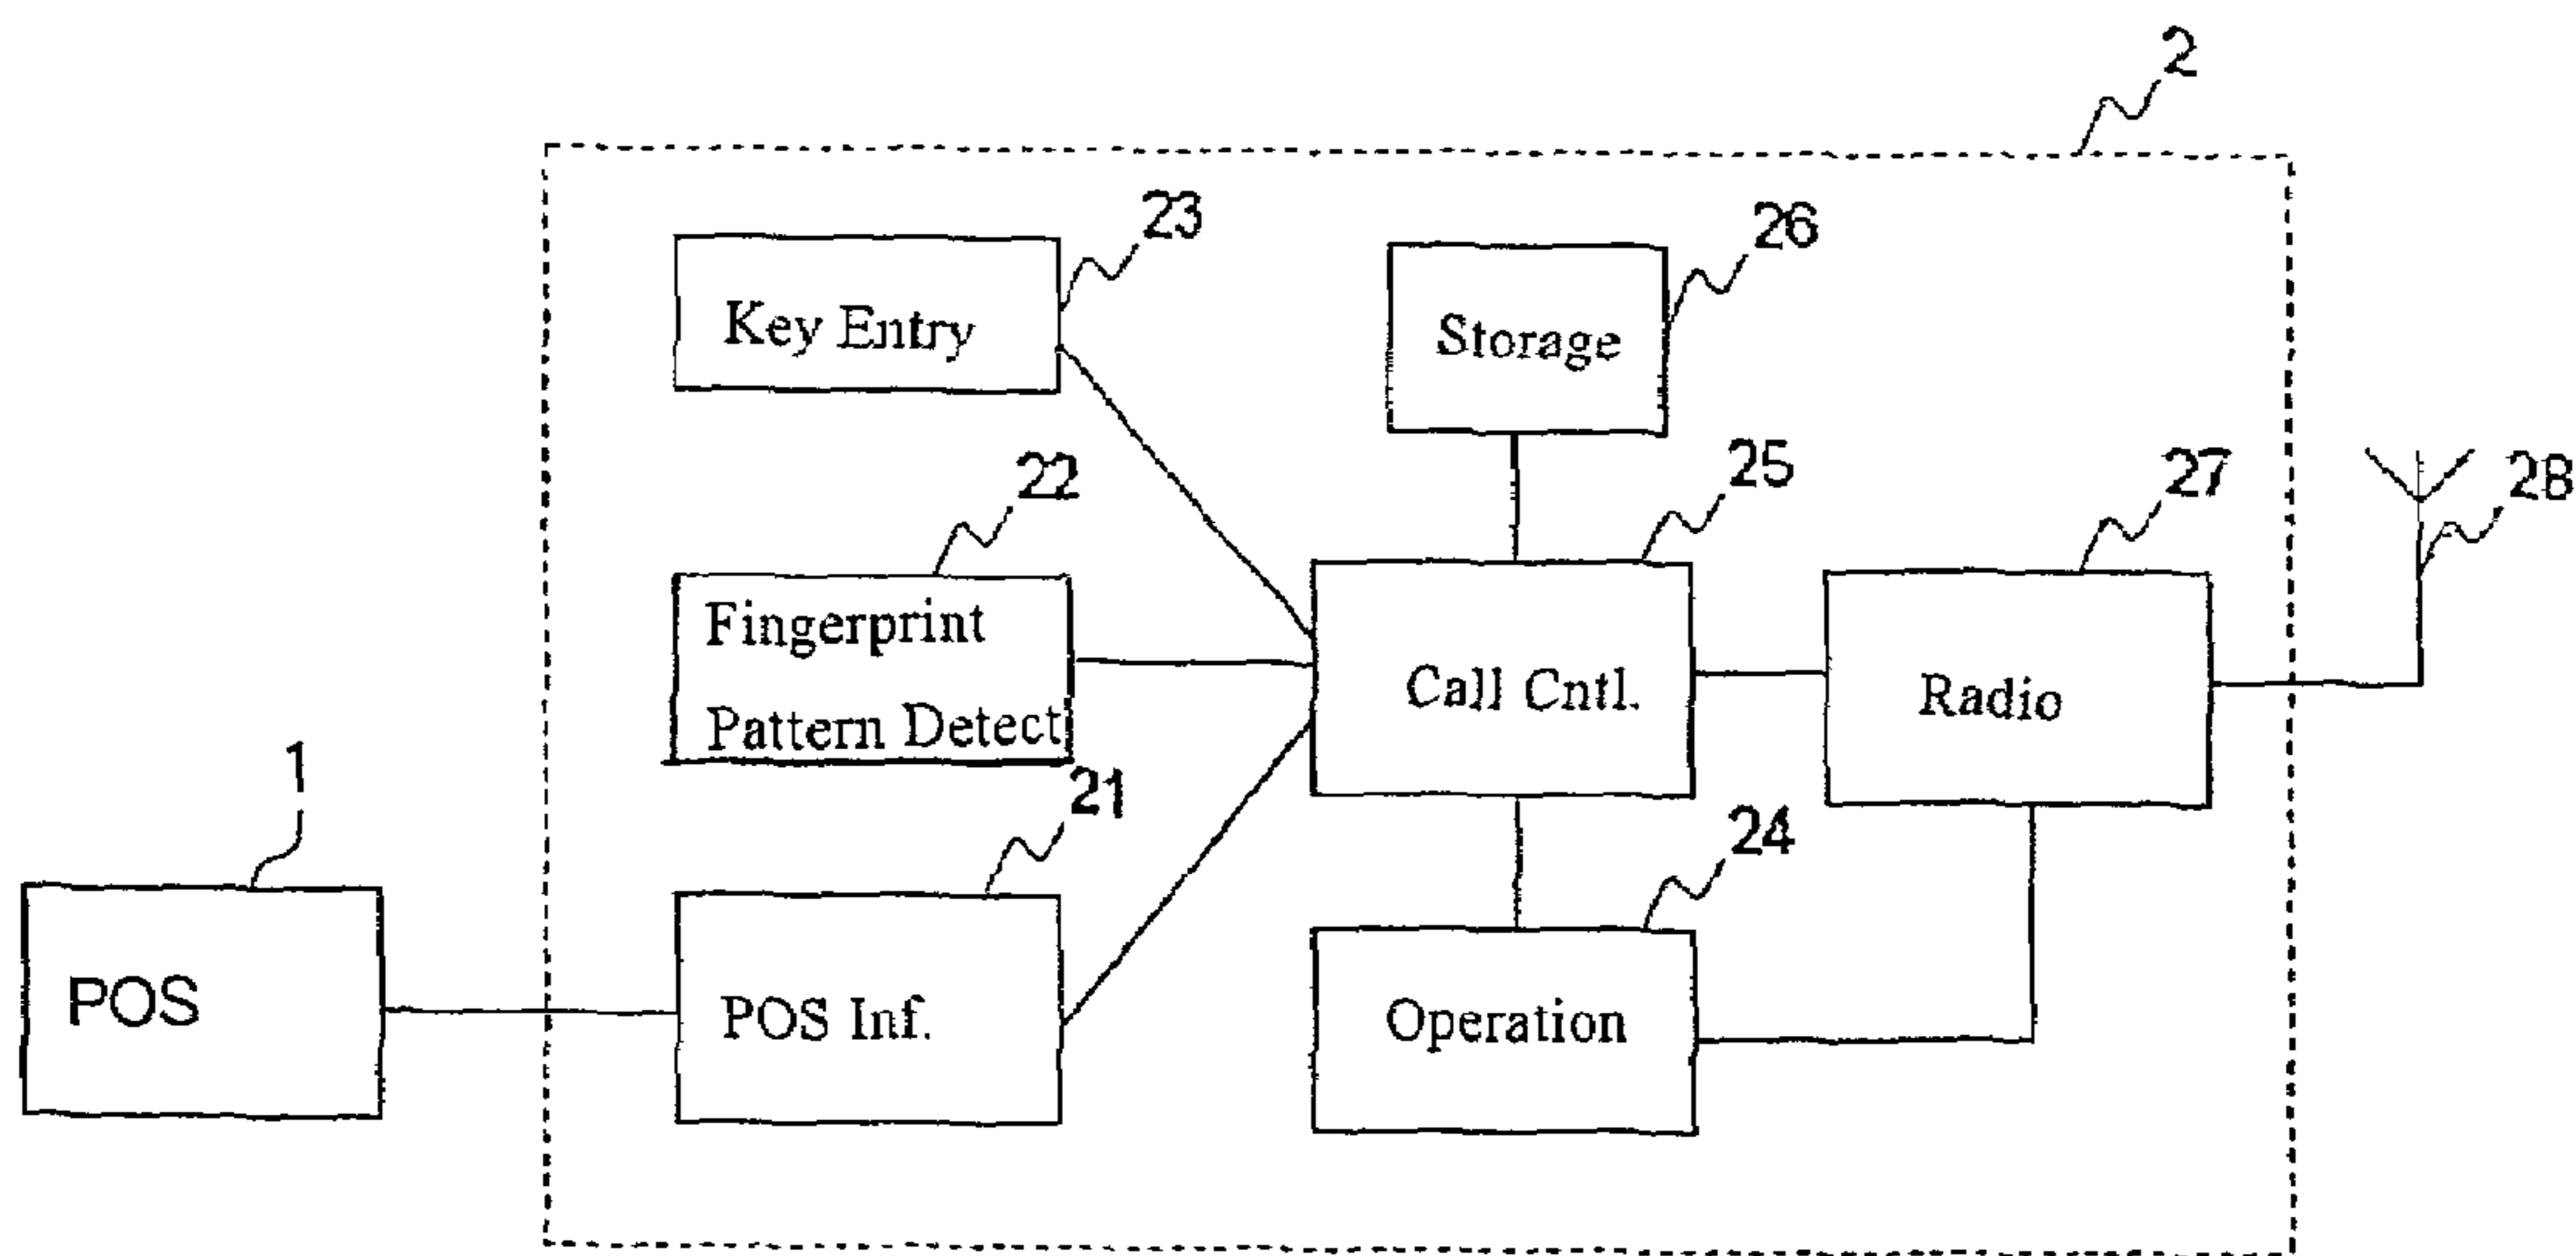 2
23
26
Key Entry
Storage
22
25
27
28
Fingerprint
Pattern Detect
Call Cntl.
Radio
1
21
24
POS
POS Inf.
Operation